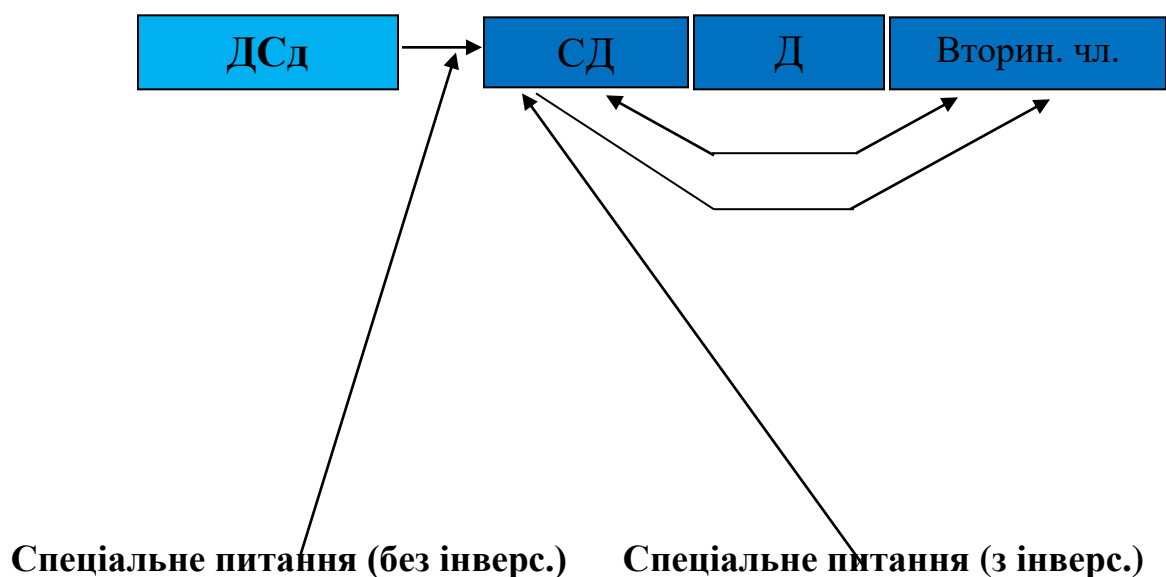 ДСд СД Д Вторин. чл.
Спеціальне питання (без інверс.) Спеціальне питання (з інверс.)